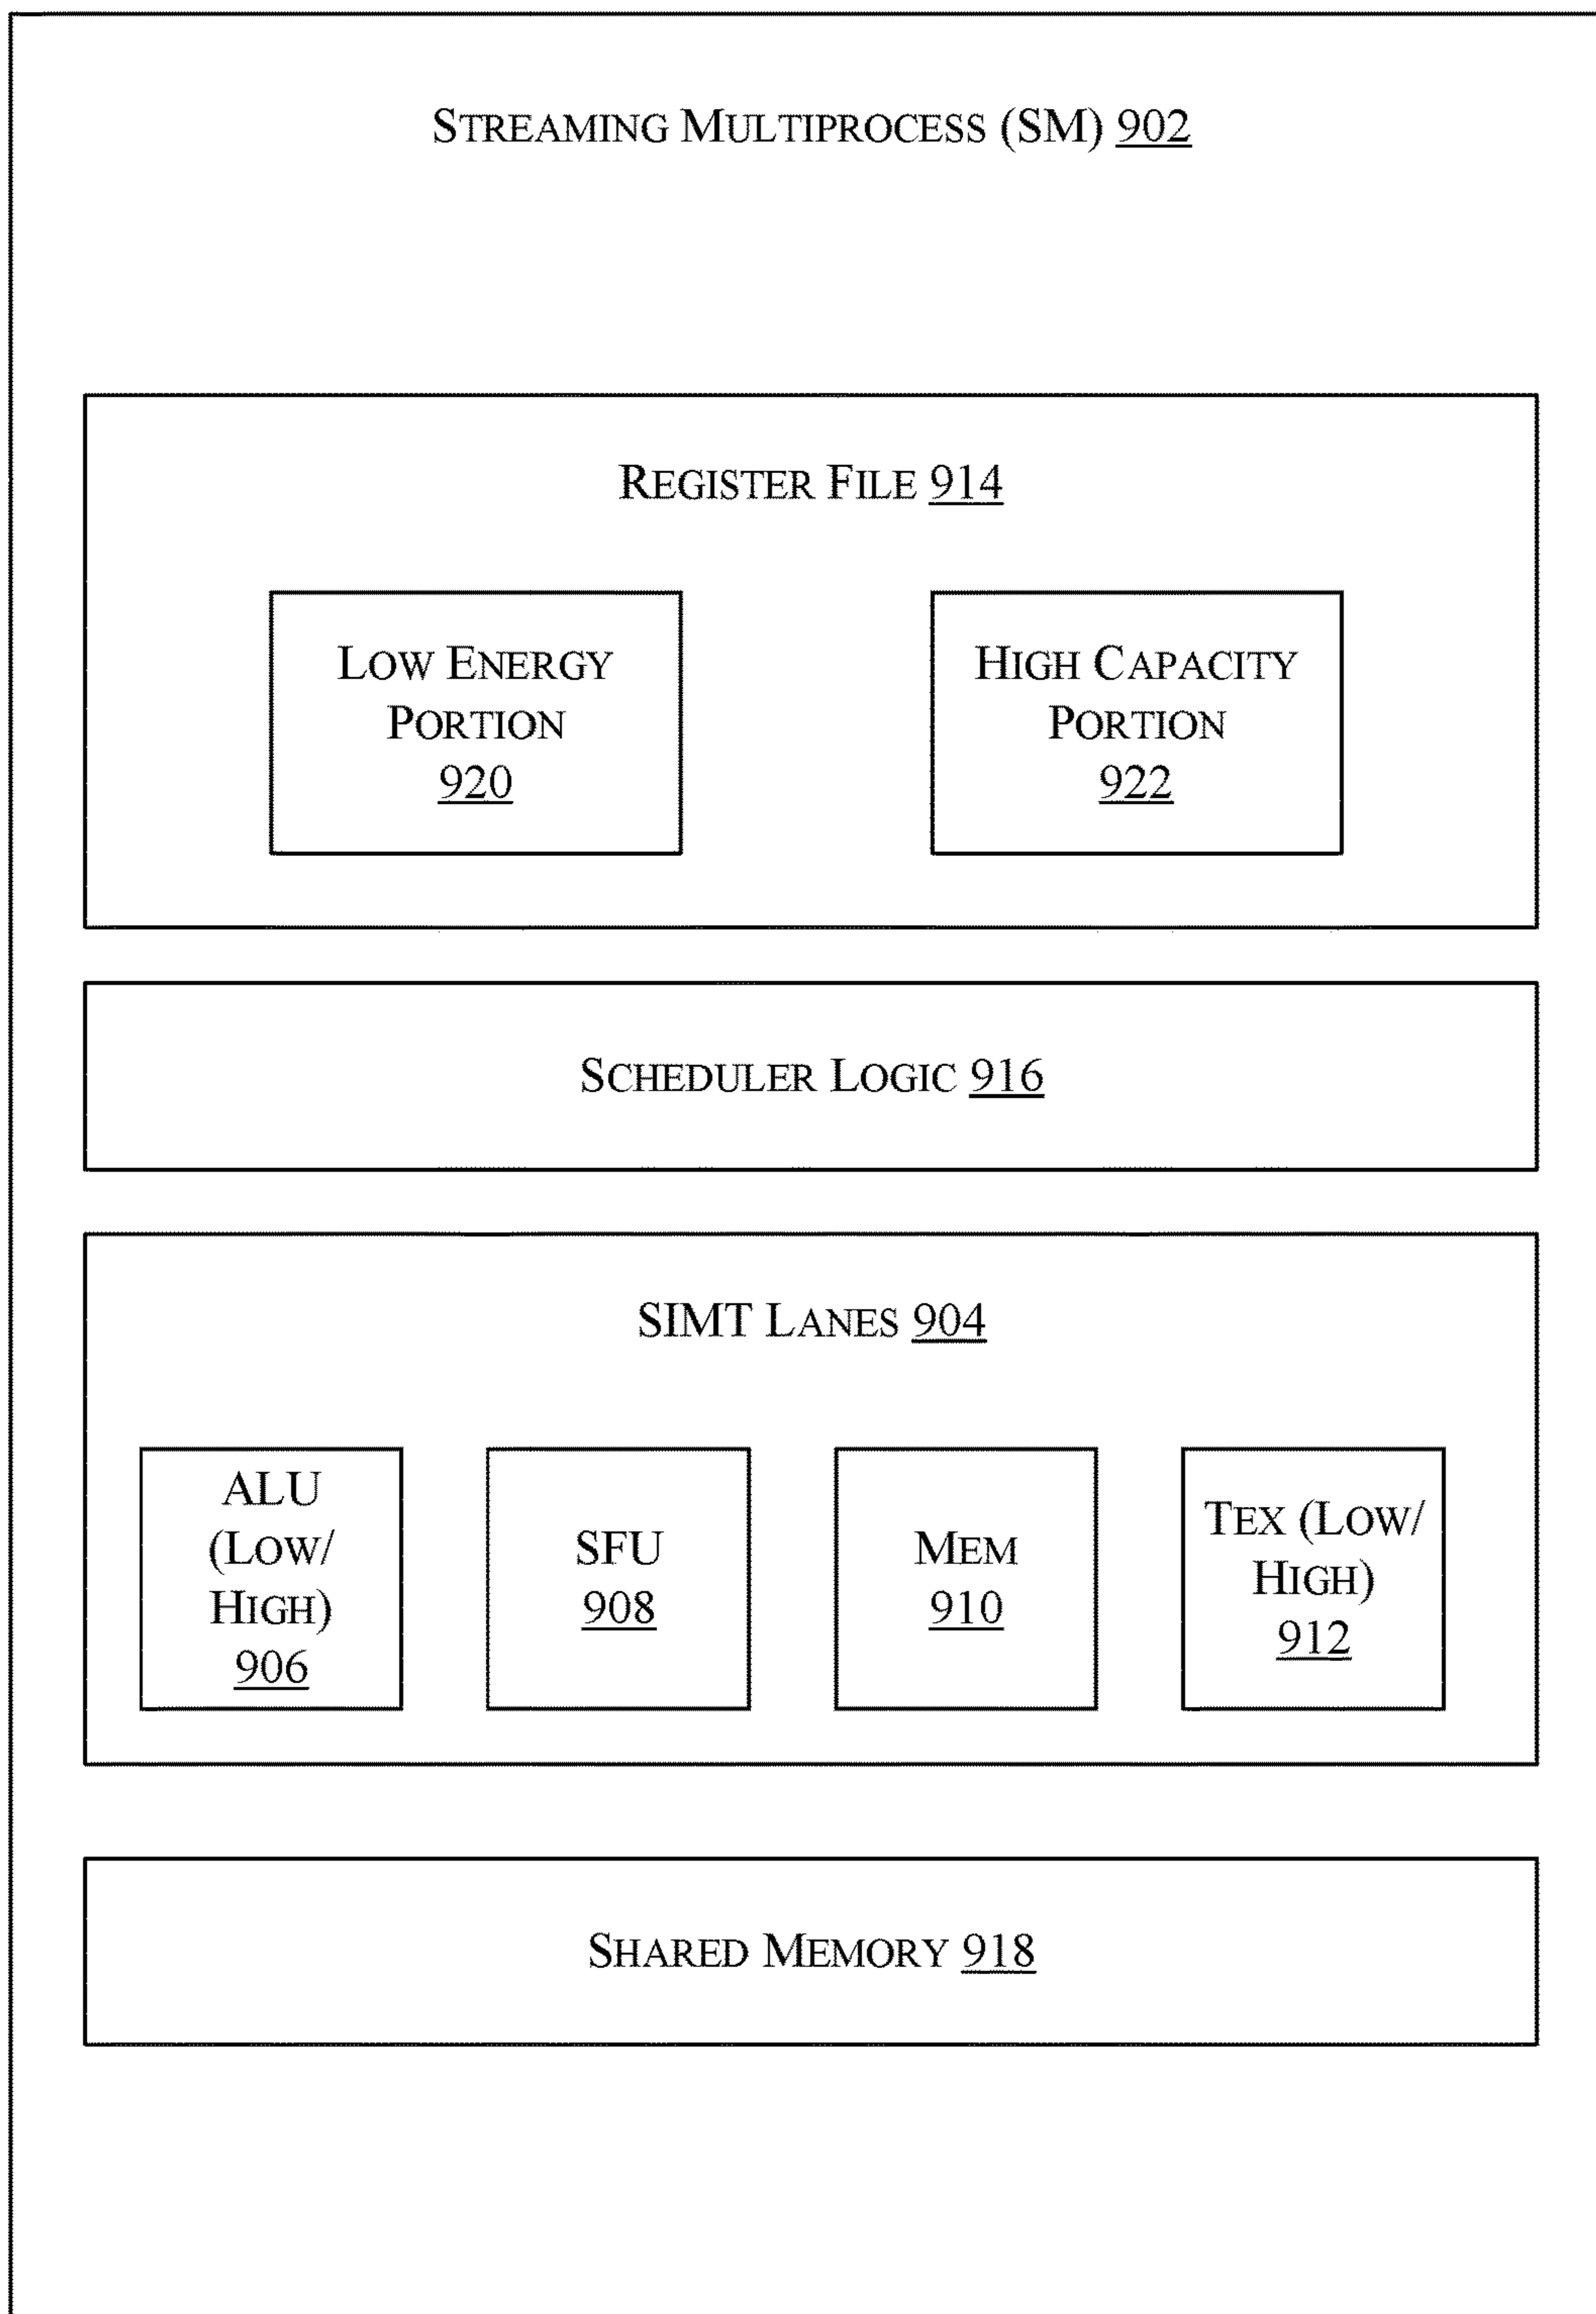 STREAMING MULTIPROCESS (SM) 902
REGISTER FILE 914
LOW ENERGY
PORTION
920
HIGH CAPACITY
PORTION
922
SCHEDULER LOGIC 916
SIMT LANES 904
ALU
(LOW/
HIGH)
906
SFU
908
MEM
910
TEX (LOW/
HIGH)
912
SHARED MEMORY 918